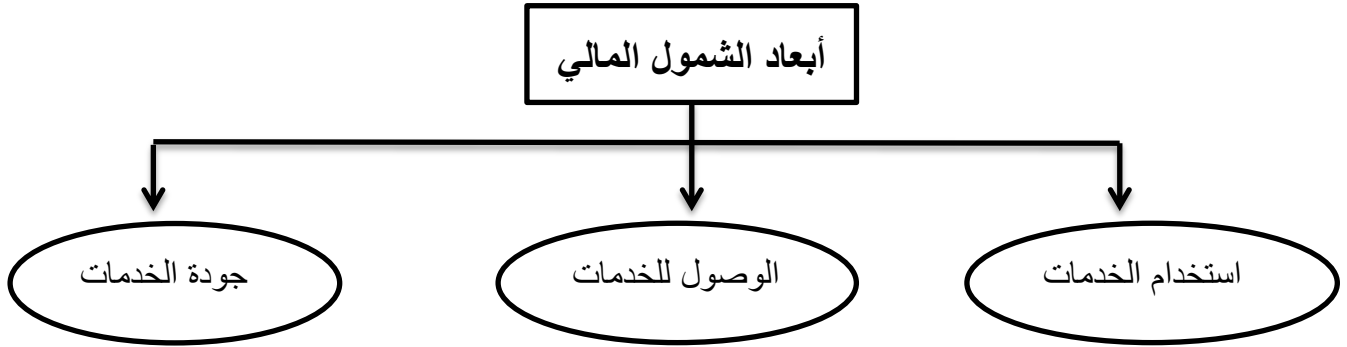 أبعاد الشمول المالي
استخدام الخدمات
الوصول للخدمات
جودة الخدمات